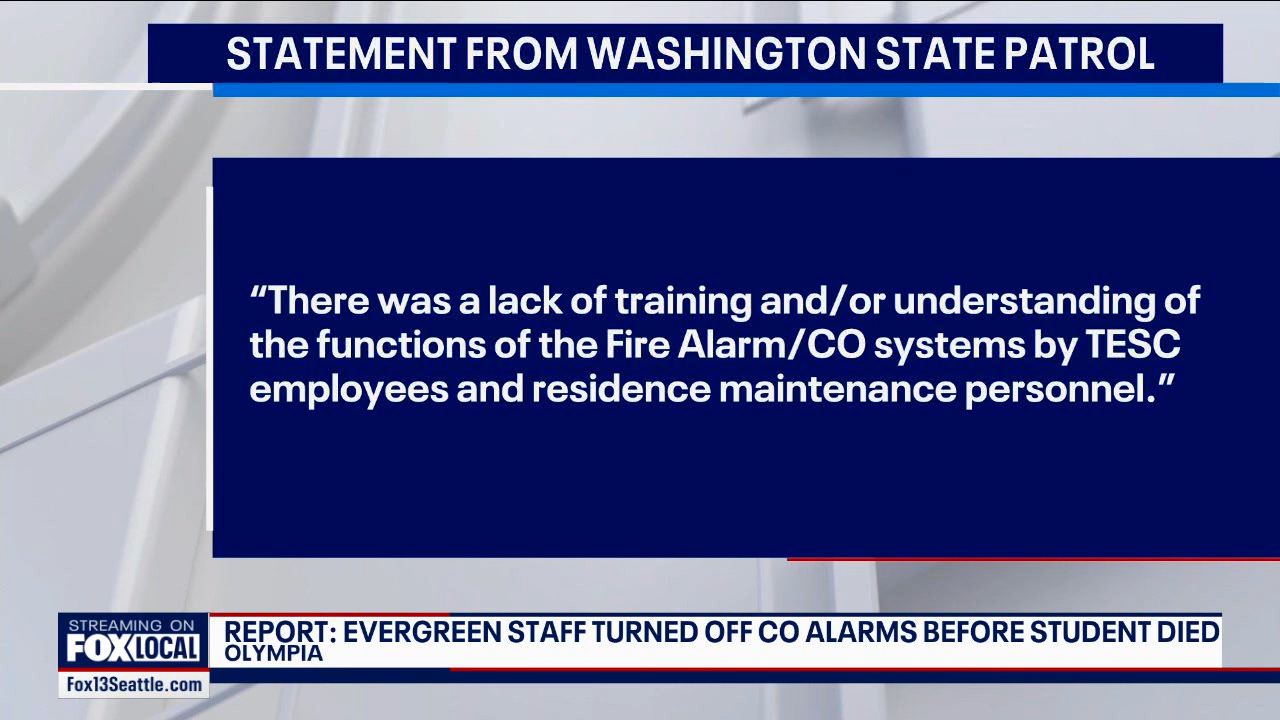 STATEMENT FROM WASHINGTON STATE PATROL
“There was a lack of training and/or understanding of
the functions of the Fire Alarm/CO systems by TESC
employees and residence maintenance personnel.”
STREAMING ON
FOX LOCAL
Fox13Seattle.com
REPORT: EVERGREEN STAFF TURNED OFF CO ALARMS BEFORE STUDENT DIED
OLYMPIA